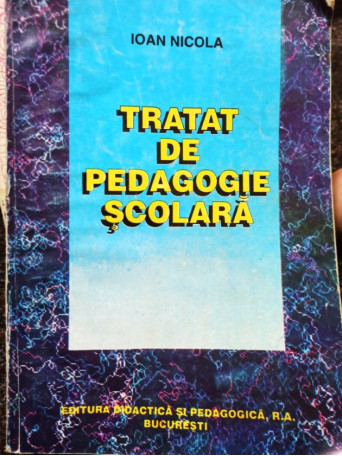 IOAN NICOLA
TRATAT
DE
PEDAGOGIE
ȘCOLARĂ
EDITURA DIDACTICĂ ȘI PEDAGOGICĂ, R.A.
BUCUREȘTI